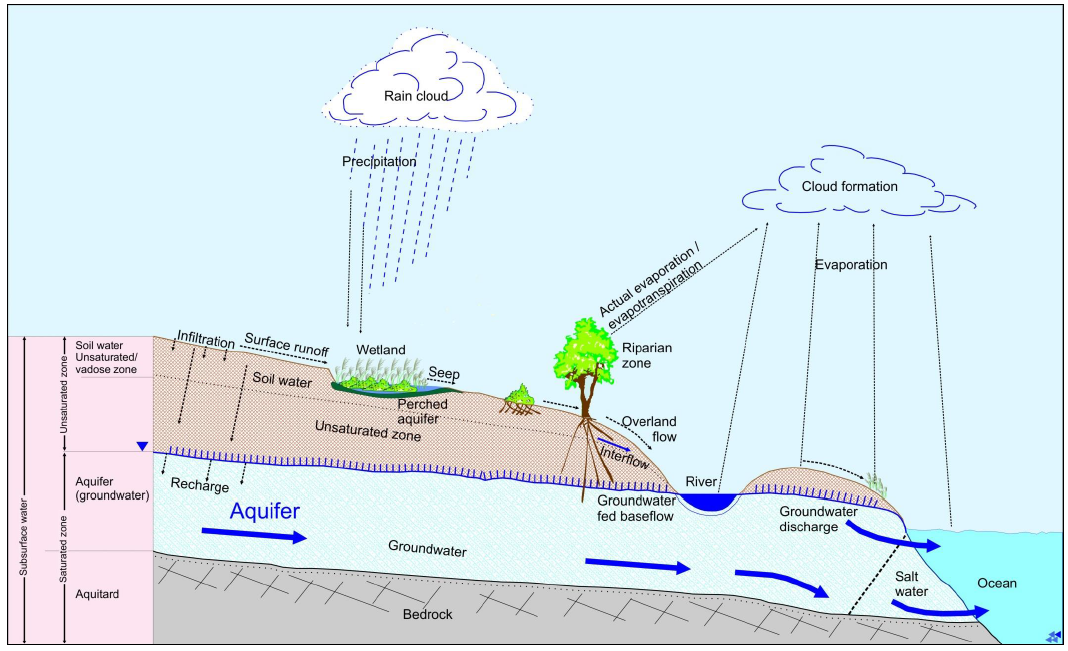 Rain cloud
Precipitation
Cloud formation
Evaporation
Actual evaporation /
evapotranspiration
Infiltration
Surface runoff
Wetland
Seep
Riparian
zone
Soil water
Unsaturated/
vadose zone
Soil water
Perched
aquifer
Unsaturated zone
Overland
flow
Interflow
Unsaturated zone
River
Recharge
Aquifer
(groundwater)
Aquifer
Groundwater
fed baseflow
Groundwater
discharge
Groundwater
Salt
water
Ocean
Subsurface water
Saturated zone
Aquitard
Bedrock